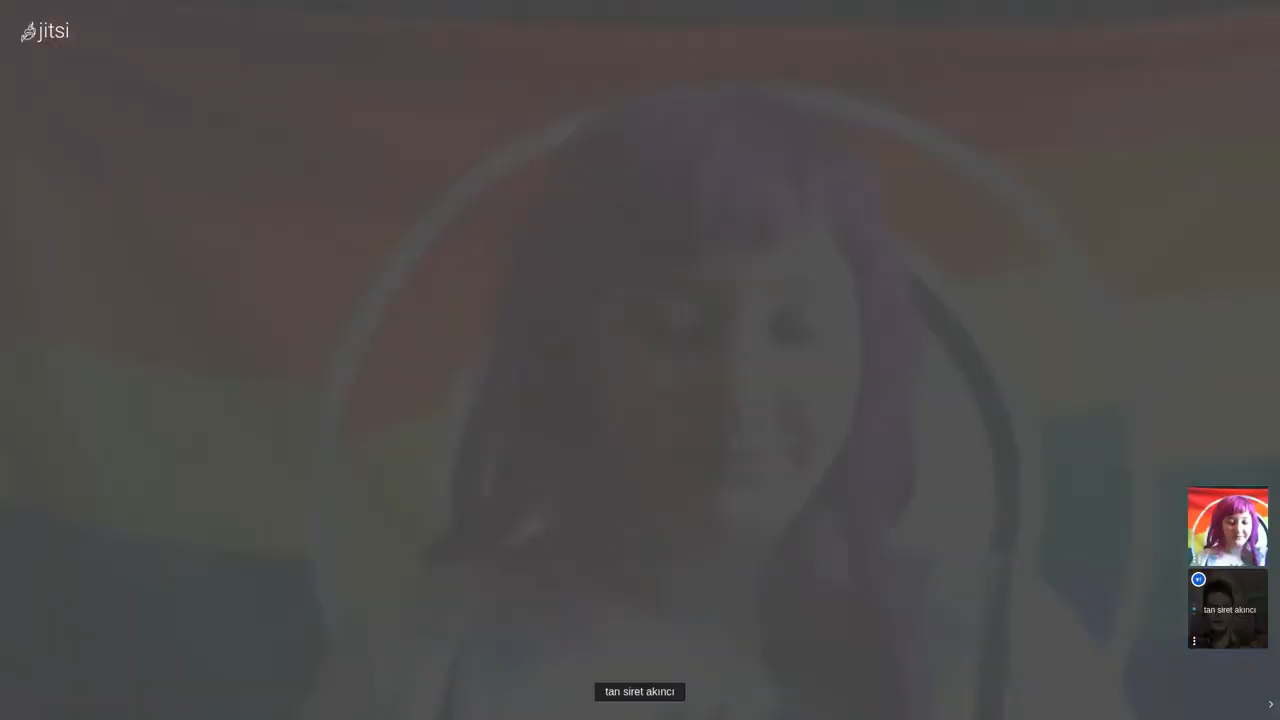 jitsi
tan siret akıncı
tan siret akıncı